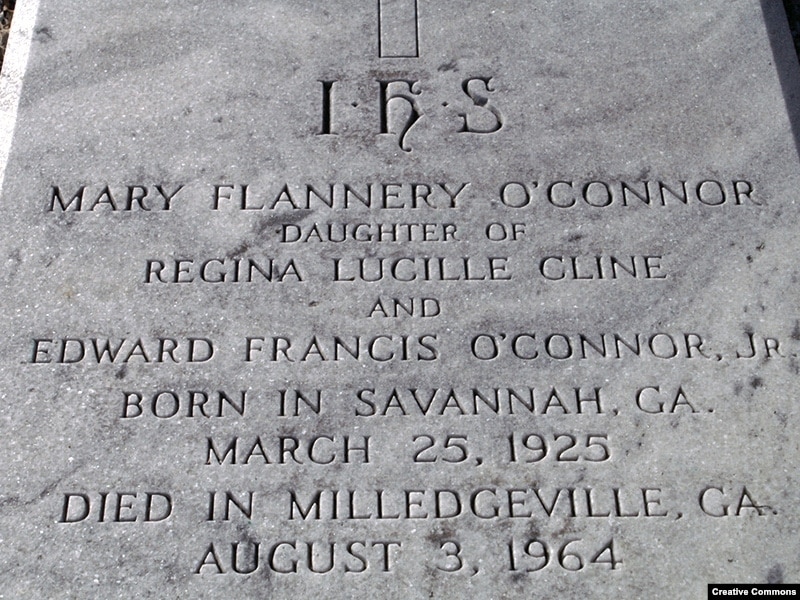 I·H·S
MARY FLANNERY O'CONNOR
DAUGHTER OF
REGINA LUCILLE CLINE
AND
EDWARD FRANCIS O'CONNOR, JR.
BORN IN SAVANNAH, GA.
MARCH 25, 1925
DIED IN MILLEDGEVILLE, GA.
AUGUST 3, 1964
Creative Commons